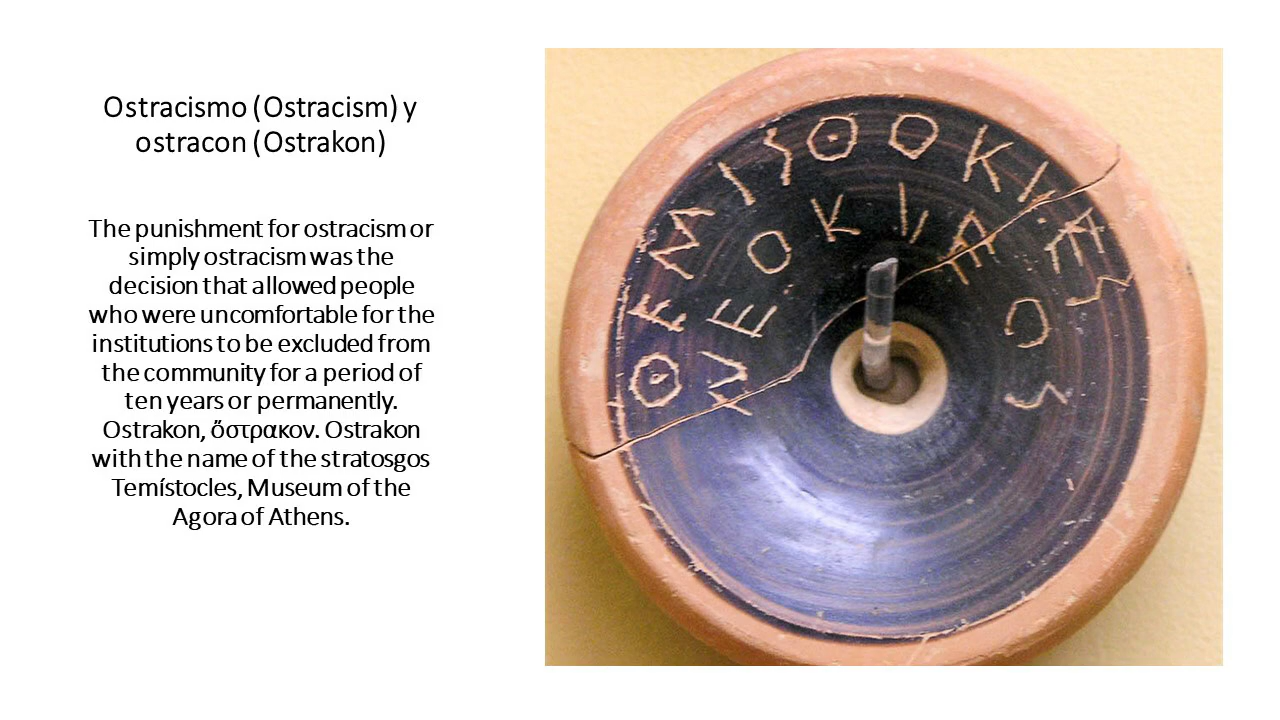 Ostracismo (Ostracism) y
ostracon (Ostrakon)
The punishment for ostracism or
simply ostracism was the
decision that allowed people
who were uncomfortable for the
institutions to be excluded from
the community for a period of
ten years or permanently.
Ostrakon, ὄστρακον. Ostrakon
with the name of the stratosgos
Temístocles, Museum of the
Agora of Athens.
ΘΕΜΙΣΘΟΚΛΕΣ
ΝΕΟΚΛΕΟΣ